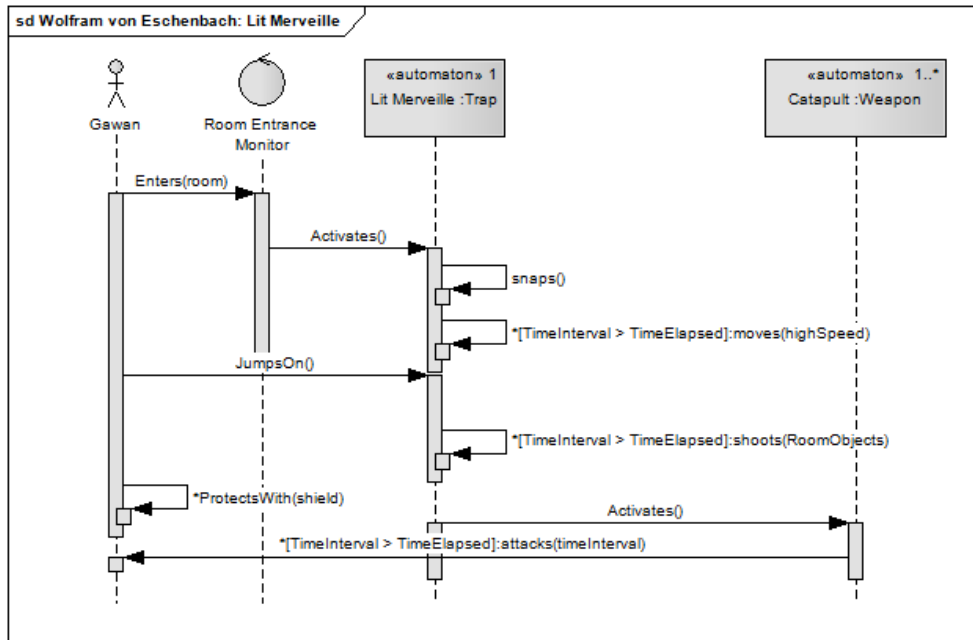 sd Wolfram von Eschenbach: Lit Merveille
«automaton» 1
Lit Merveille :Trap
«automaton» 1..*
Catapult :Weapon
Gawan
Room Entrance
Monitor
Enters(room)
Activates()
snaps()
*[TimeInterval > TimeElapsed]:moves(highSpeed)
JumpsOn()
*[TimeInterval > TimeElapsed]:shoots(RoomObjects)
*ProtectsWith(shield)
Activates()
*[TimeInterval > TimeElapsed]:attacks(timeInterval)